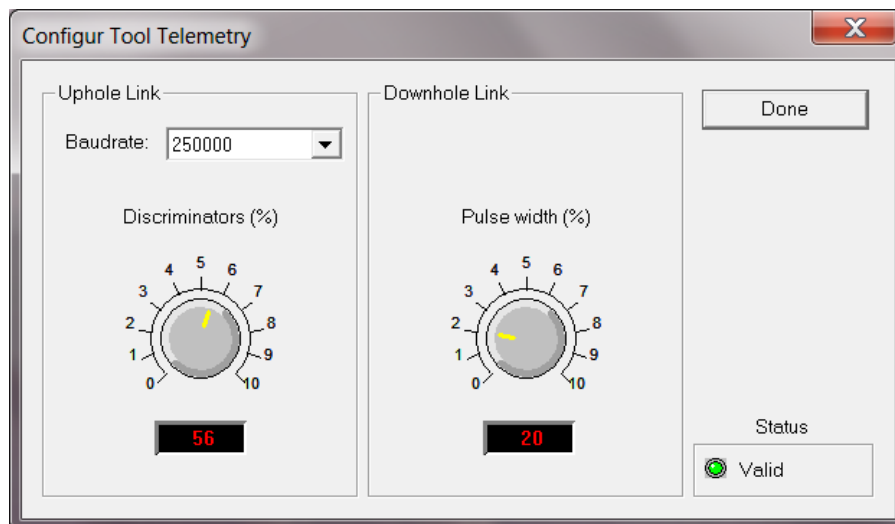 Configur Tool Telemetry
X
Uphole Link
Baudrate: 250000
Discriminators (%)
0 1 2 3 4 5 6 7 8 9 10
56
Downhole Link
Pulse width (%)
0 1 2 3 4 5 6 7 8 9 10
20
Done
Status
Valid